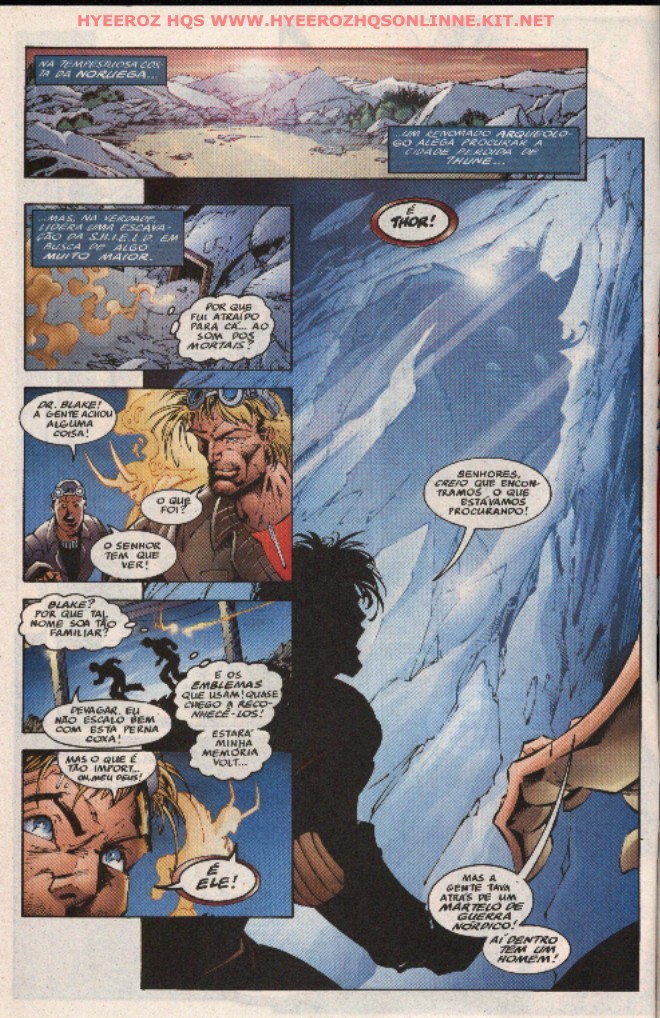 HYEEROZ HQS WWW.HYEEROZHQSONLINNE.KIT.NET
NA TEMPESTUOSA COS-
TA DA NORUEGA...
UM RENOMADO ARQUEÓLO-
GO ALEGA PROCURAR A
CIDADE PERDIDA DE
THUNE...
...MAS, NA VERDADE,
LIDERA UMA ESCAVA-
ÇÃO DA S.H.I.E.L.D. EM
BUSCA DE ALGO
MUITO MAIOR.
POR QUE
FUI ATRAÍDO
PARA CÁ... AO
SOM DOS
MORTAIS?
DR. BLAKE!
A GENTE ACHOU
ALGUMA
COISA!
O QUE
FOI?
O SENHOR
TEM QUE
VER!
BLAKE?
POR QUE TAL
NOME SOA TÃO
FAMILIAR?
DEVAGAR. EU
NÃO ESCALO BEM
COM ESTA PERNA
COXA!
E OS
EMBLEMAS
QUE USAM! QUASE
CHEGO A RECO-
NHECÊ-LOS!
ESTARÁ
MINHA
MEMÓRIA
VOLT...
MAS O QUE É
TÃO IMPORT...
OH, MEU DEUS!
É
ELE!
É
THOR!
SENHORES,
CREIO QUE ENCON-
TRAMOS O QUE
ESTÁVAMOS
PROCURANDO!
MAS A
GENTE TAVA
ATRÁS DE UM
MARTELO DE
GUERRA
NÓRDICO!
AÍ DENTRO
TEM UM
HOMEM!